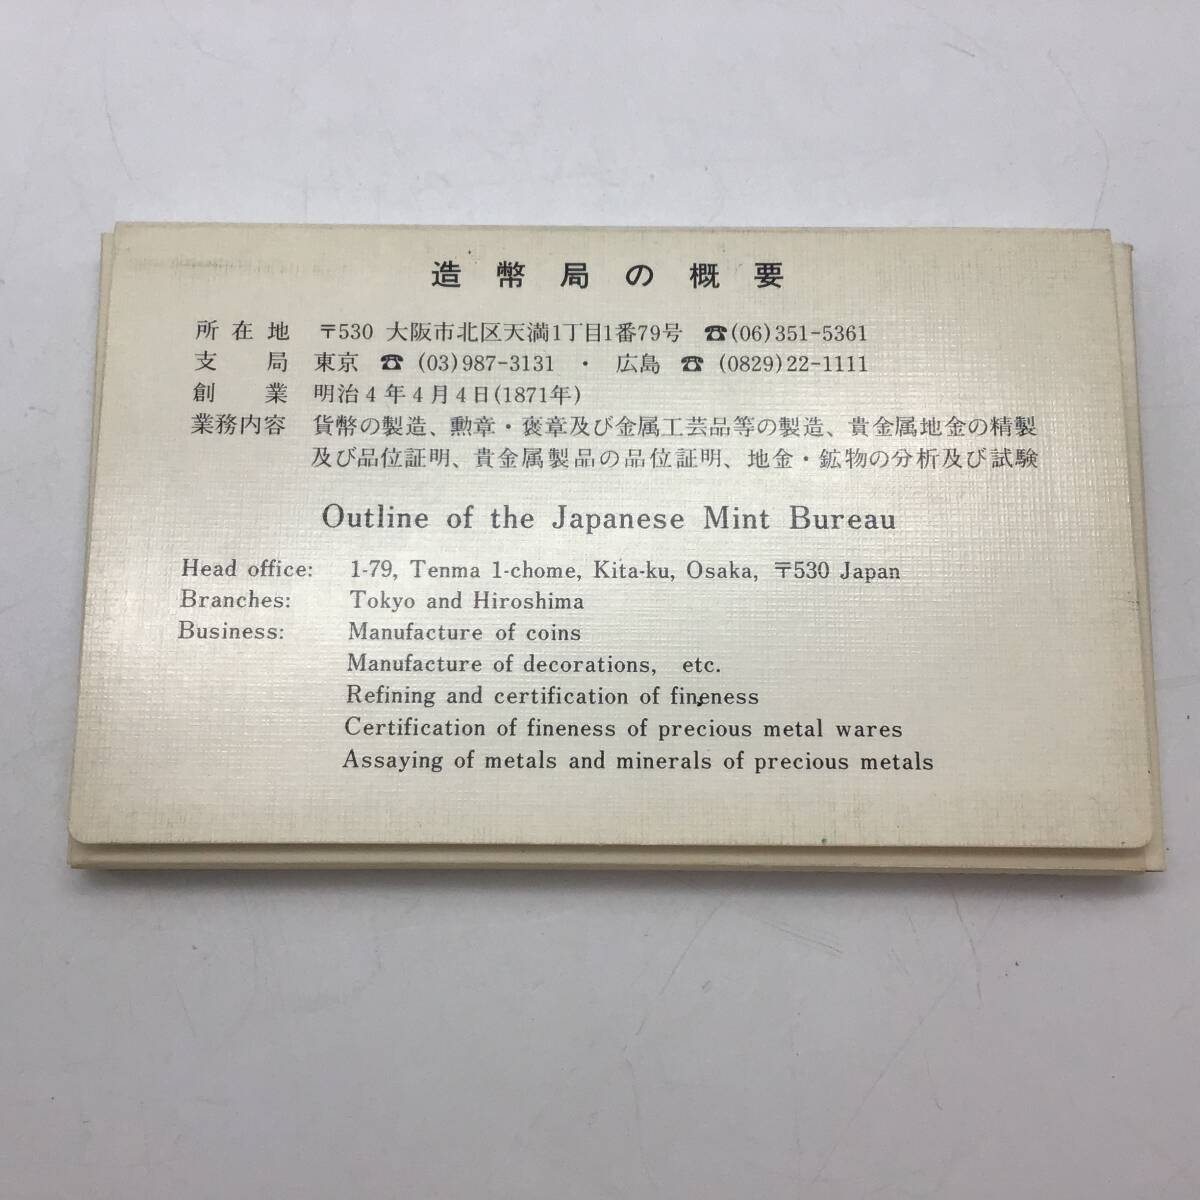 造幣局の概要
所在地 〒530 大阪市北区天満1丁目1番79号 ☎(06)351-5361
支局 東京 ☎ (03)987-3131 ・ 広島 ☎ (0829)22-1111
創業 明治4年4月4日(1871年)
業務内容 貨幣の製造、勲章・褒章及び金属工芸品等の製造、貴金属地金の精製
及び品位証明、貴金属製品の品位証明、地金・鉱物の分析及び試験
Outline of the Japanese Mint Bureau
Head office: 1-79, Tenma 1-chome, Kita-ku, Osaka, 〒530 Japan
Branches: Tokyo and Hiroshima
Business: Manufacture of coins
Manufacture of decorations, etc.
Refining and certification of fineness
Certification of fineness of precious metal wares
Assaying of metals and minerals of precious metals